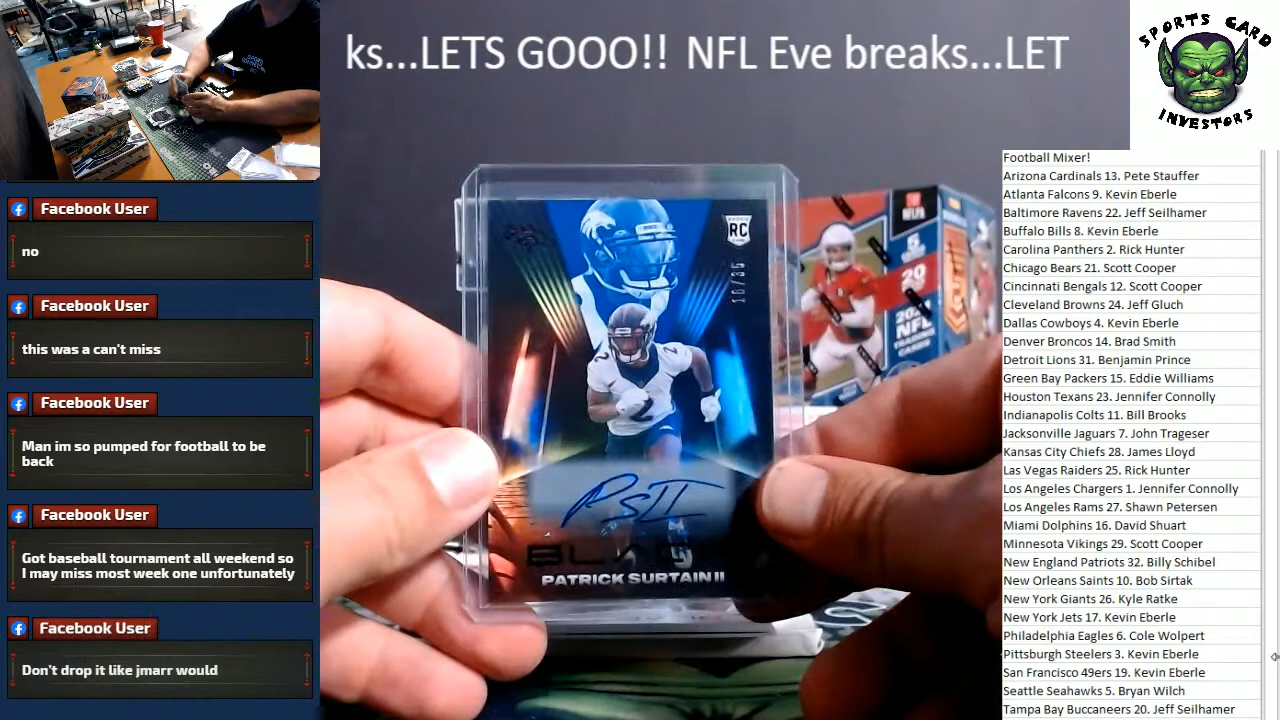 ks...LETS GOOO!! NFL Eve breaks...LET
SPORTS CARD
INVESTORS
Facebook User
no
Facebook User
this was a can't miss
Facebook User
Man im so pumped for football to be
back
Facebook User
Got baseball tournament all weekend so
I may miss most week one unfortunately
Facebook User
Don't drop it like jmarr would
RC
PSII
PATRICK SURTAIN II
20
NFL
Football Mixer!
Arizona Cardinals 13. Pete Stauffer
Atlanta Falcons 9. Kevin Eberle
Baltimore Ravens 22. Jeff Seilhamer
Buffalo Bills 8. Kevin Eberle
Carolina Panthers 2. Rick Hunter
Chicago Bears 21. Scott Cooper
Cincinnati Bengals 12. Scott Cooper
Cleveland Browns 24. Jeff Gluch
Dallas Cowboys 4. Kevin Eberle
Denver Broncos 14. Brad Smith
Detroit Lions 31. Benjamin Prince
Green Bay Packers 15. Eddie Williams
Houston Texans 23. Jennifer Connolly
Indianapolis Colts 11. Bill Brooks
Jacksonville Jaguars 7. John Trageser
Kansas City Chiefs 28. James Lloyd
Las Vegas Raiders 25. Rick Hunter
Los Angeles Chargers 1. Jennifer Connolly
Los Angeles Rams 27. Shawn Petersen
Miami Dolphins 16. David Shuart
Minnesota Vikings 29. Scott Cooper
New England Patriots 32. Billy Schibel
New Orleans Saints 10. Bob Sirtak
New York Giants 26. Kyle Ratke
New York Jets 17. Kevin Eberle
Philadelphia Eagles 6. Cole Wolpert
Pittsburgh Steelers 3. Kevin Eberle
San Francisco 49ers 19. Kevin Eberle
Seattle Seahawks 5. Bryan Wilch
Tampa Bay Buccaneers 20. Jeff Seilhamer